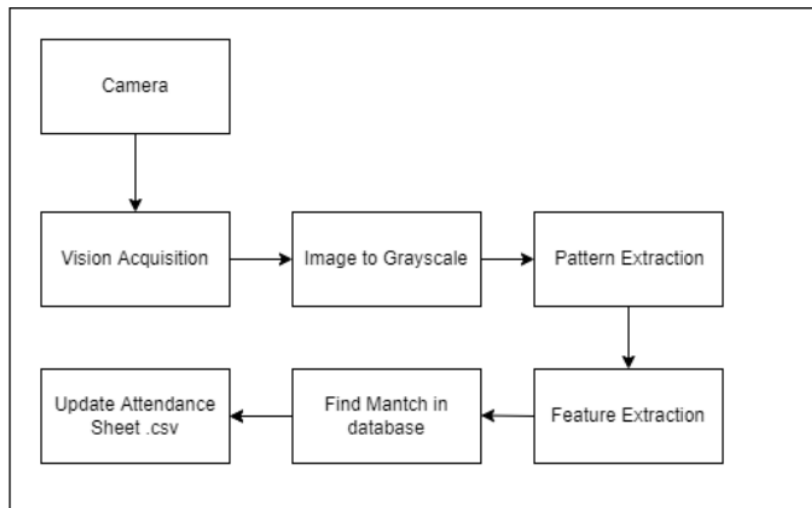 Camera
Vision Acquisition
Image to Grayscale
Pattern Extraction
Feature Extraction
Find Mantch in
database
Update Attendance
Sheet .csv